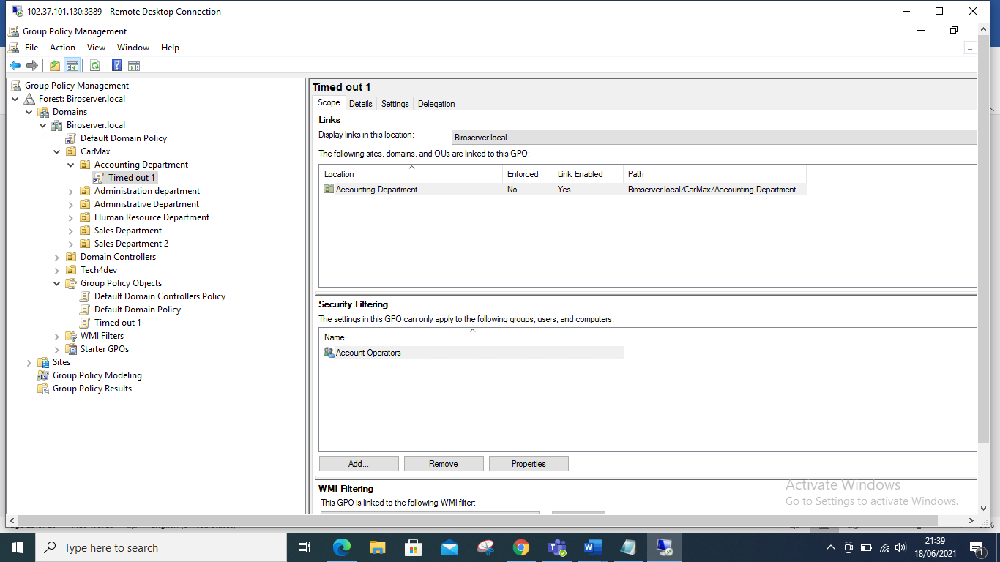 102.37.101.130:3389 - Remote Desktop Connection
Group Policy Management
File Action View Window Help
Group Policy Management
Forest: Biroserver.local
Domains
Biroserver.local
Default Domain Policy
CarMax
Accounting Department
Timed out 1
Administration department
Administrative Department
Human Resource Department
Sales Department
Sales Department 2
Domain Controllers
Tech4dev
Group Policy Objects
Default Domain Controllers Policy
Default Domain Policy
Timed out 1
WMI Filters
Starter GPOs
Sites
Group Policy Modeling
Group Policy Results
Timed out 1
Scope Details Settings Delegation
Links
Display links in this location: Biroserver.local
The following sites, domains, and OUs are linked to this GPO:
Location Enforced Link Enabled Path
Accounting Department No Yes Biroserver.local/CarMax/Accounting Department
Security Filtering
The settings in this GPO can only apply to the following groups, users, and computers:
Name
Account Operators
Add... Remove Properties
WMI Filtering
This GPO is linked to the following WMI filter:
Activate Windows
Go to Settings to activate Windows.
Type here to search
21:39
18/06/2021
1